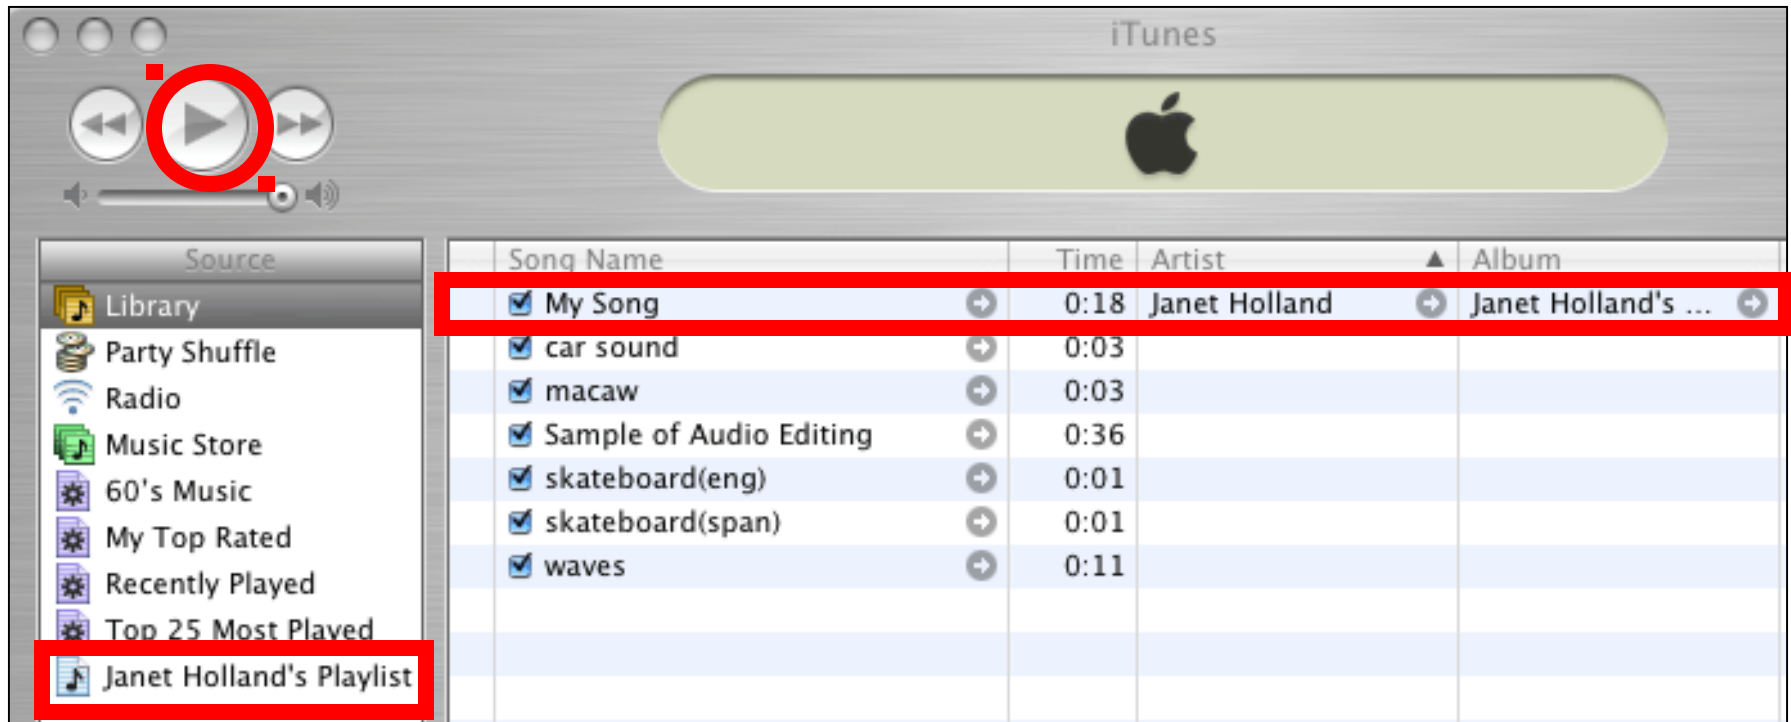 iTunes
Source
Library
Party Shuffle
Radio
Music Store
60's Music
My Top Rated
Recently Played
Top 25 Most Played
Janet Holland's Playlist
Song Name Time Artist Album
My Song 0:18 Janet Holland Janet Holland's ...
car sound 0:03
macaw 0:03
Sample of Audio Editing 0:36
skateboard(eng) 0:01
skateboard(span) 0:01
waves 0:11